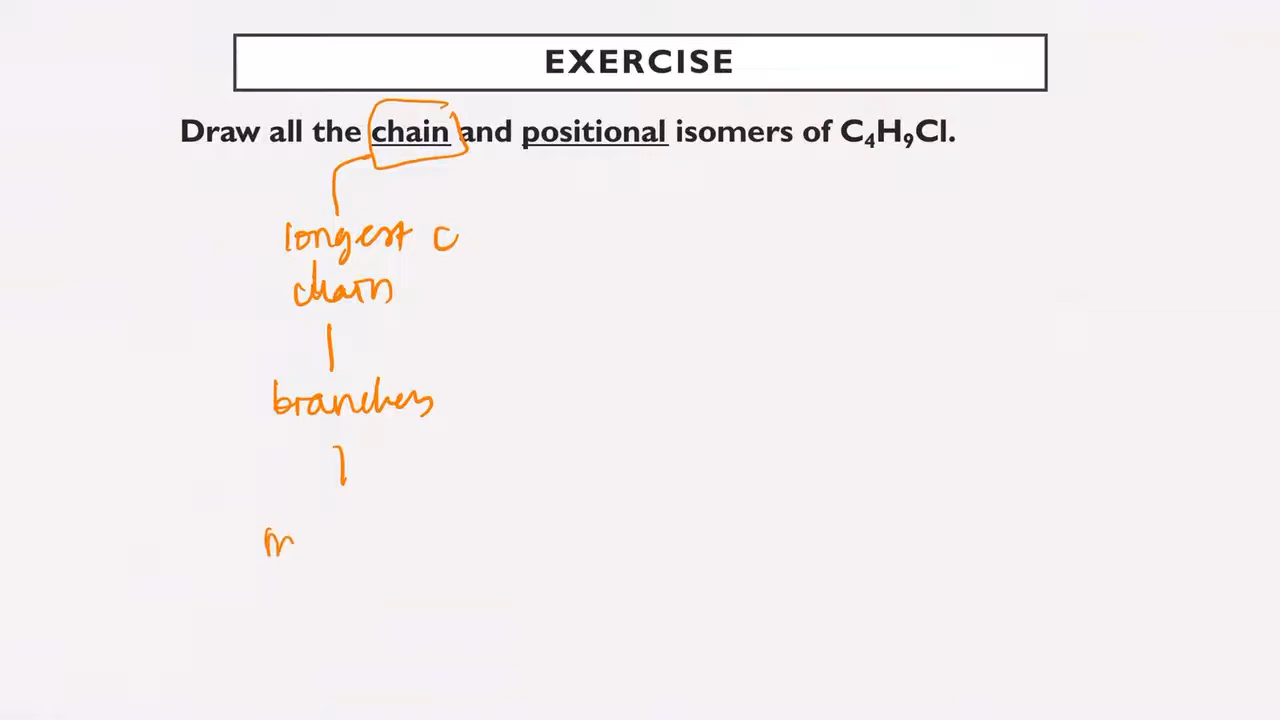 EXERCISE
Draw all the chain and positional isomers of C₄H₉Cl.
longest C
chain
branches